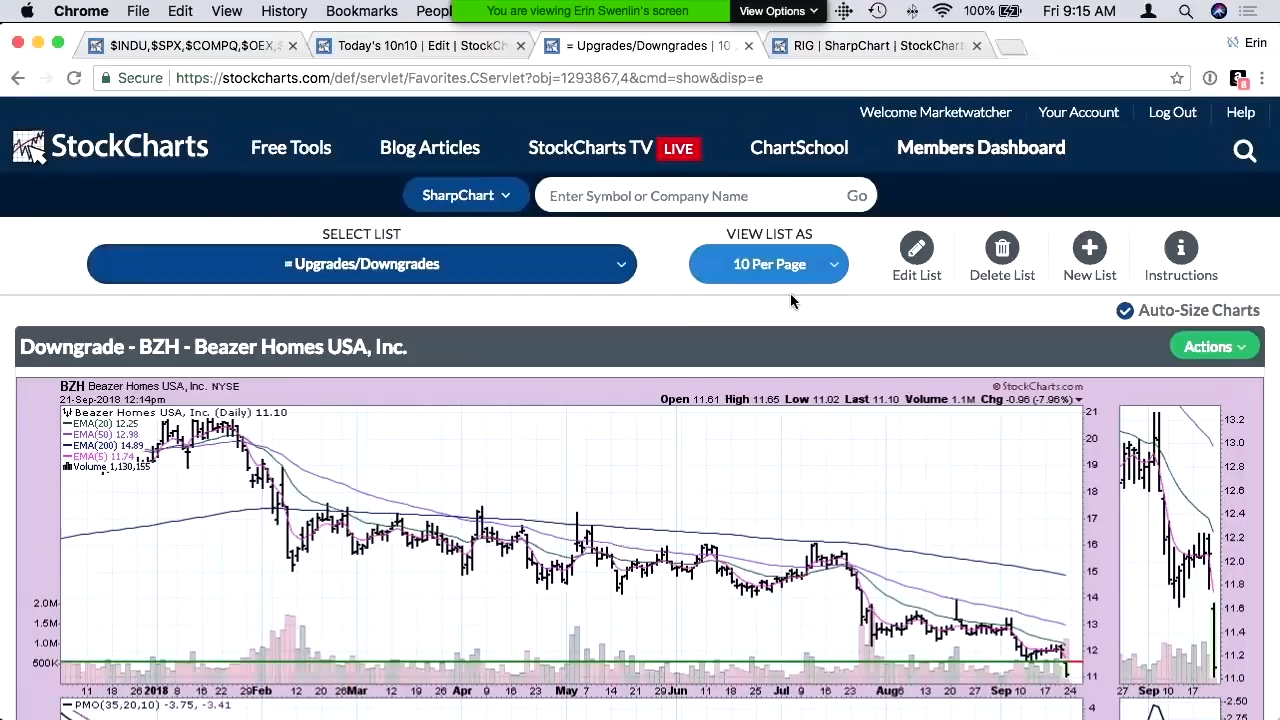 Chrome File Edit View History Bookmarks Peopl You are viewing Erin Swenlin's screen View Options 100% Fri 9:15 AM
$INDU,$SPX,$COMPQ,$OEX, Today's 10n10 | Edit | StockCh = Upgrades/Downgrades | 10 RIG | SharpChart | StockChart Erin
Secure https://stockcharts.com/def/servlet/Favorites.CServlet?obj=1293867,4&cmd=show&disp=e
Welcome Marketwatcher Your Account Log Out Help
StockCharts Free Tools Blog Articles StockCharts TV LIVE ChartSchool Members Dashboard
SharpChart Enter Symbol or Company Name Go
SELECT LIST VIEW LIST AS
= Upgrades/Downgrades 10 Per Page
Edit List Delete List New List Instructions
Auto-Size Charts
Downgrade - BZH - Beazer Homes USA, Inc. Actions
BZH Beazer Homes USA, Inc. NYSE © StockCharts.com
21-Sep-2018 12:14pm Open 11.61 High 11.65 Low 11.02 Last 11.10 Volume 1.1M Chg -0.96 (-7.96%)
Beazer Homes USA, Inc. (Daily) 11.10
EMA(20) 12.25
EMA(50) 12.98
EMA(200) 14.89
EMA(5) 11.74
Volume 1,130,155
21
20
19
18
17
16
15
14
13
12
11
2.0M
1.5M
1.0M
500K
13.2
13.0
12.8
12.6
12.4
12.2
12.0
11.8
11.6
11.4
11.2
11.0
11 18 26 2018 8 16 22 29 Feb 12 20 26 Mar 12 19 26 Apr 9 16 23 May 7 14 21 Jun 11 18 25 Jul 9 16 23 Aug 6 13 20 27 Sep 10 17 24
27 Sep 10 17
PMO(35,20,10) -3.75, -3.41
4
-2.50
-2.75